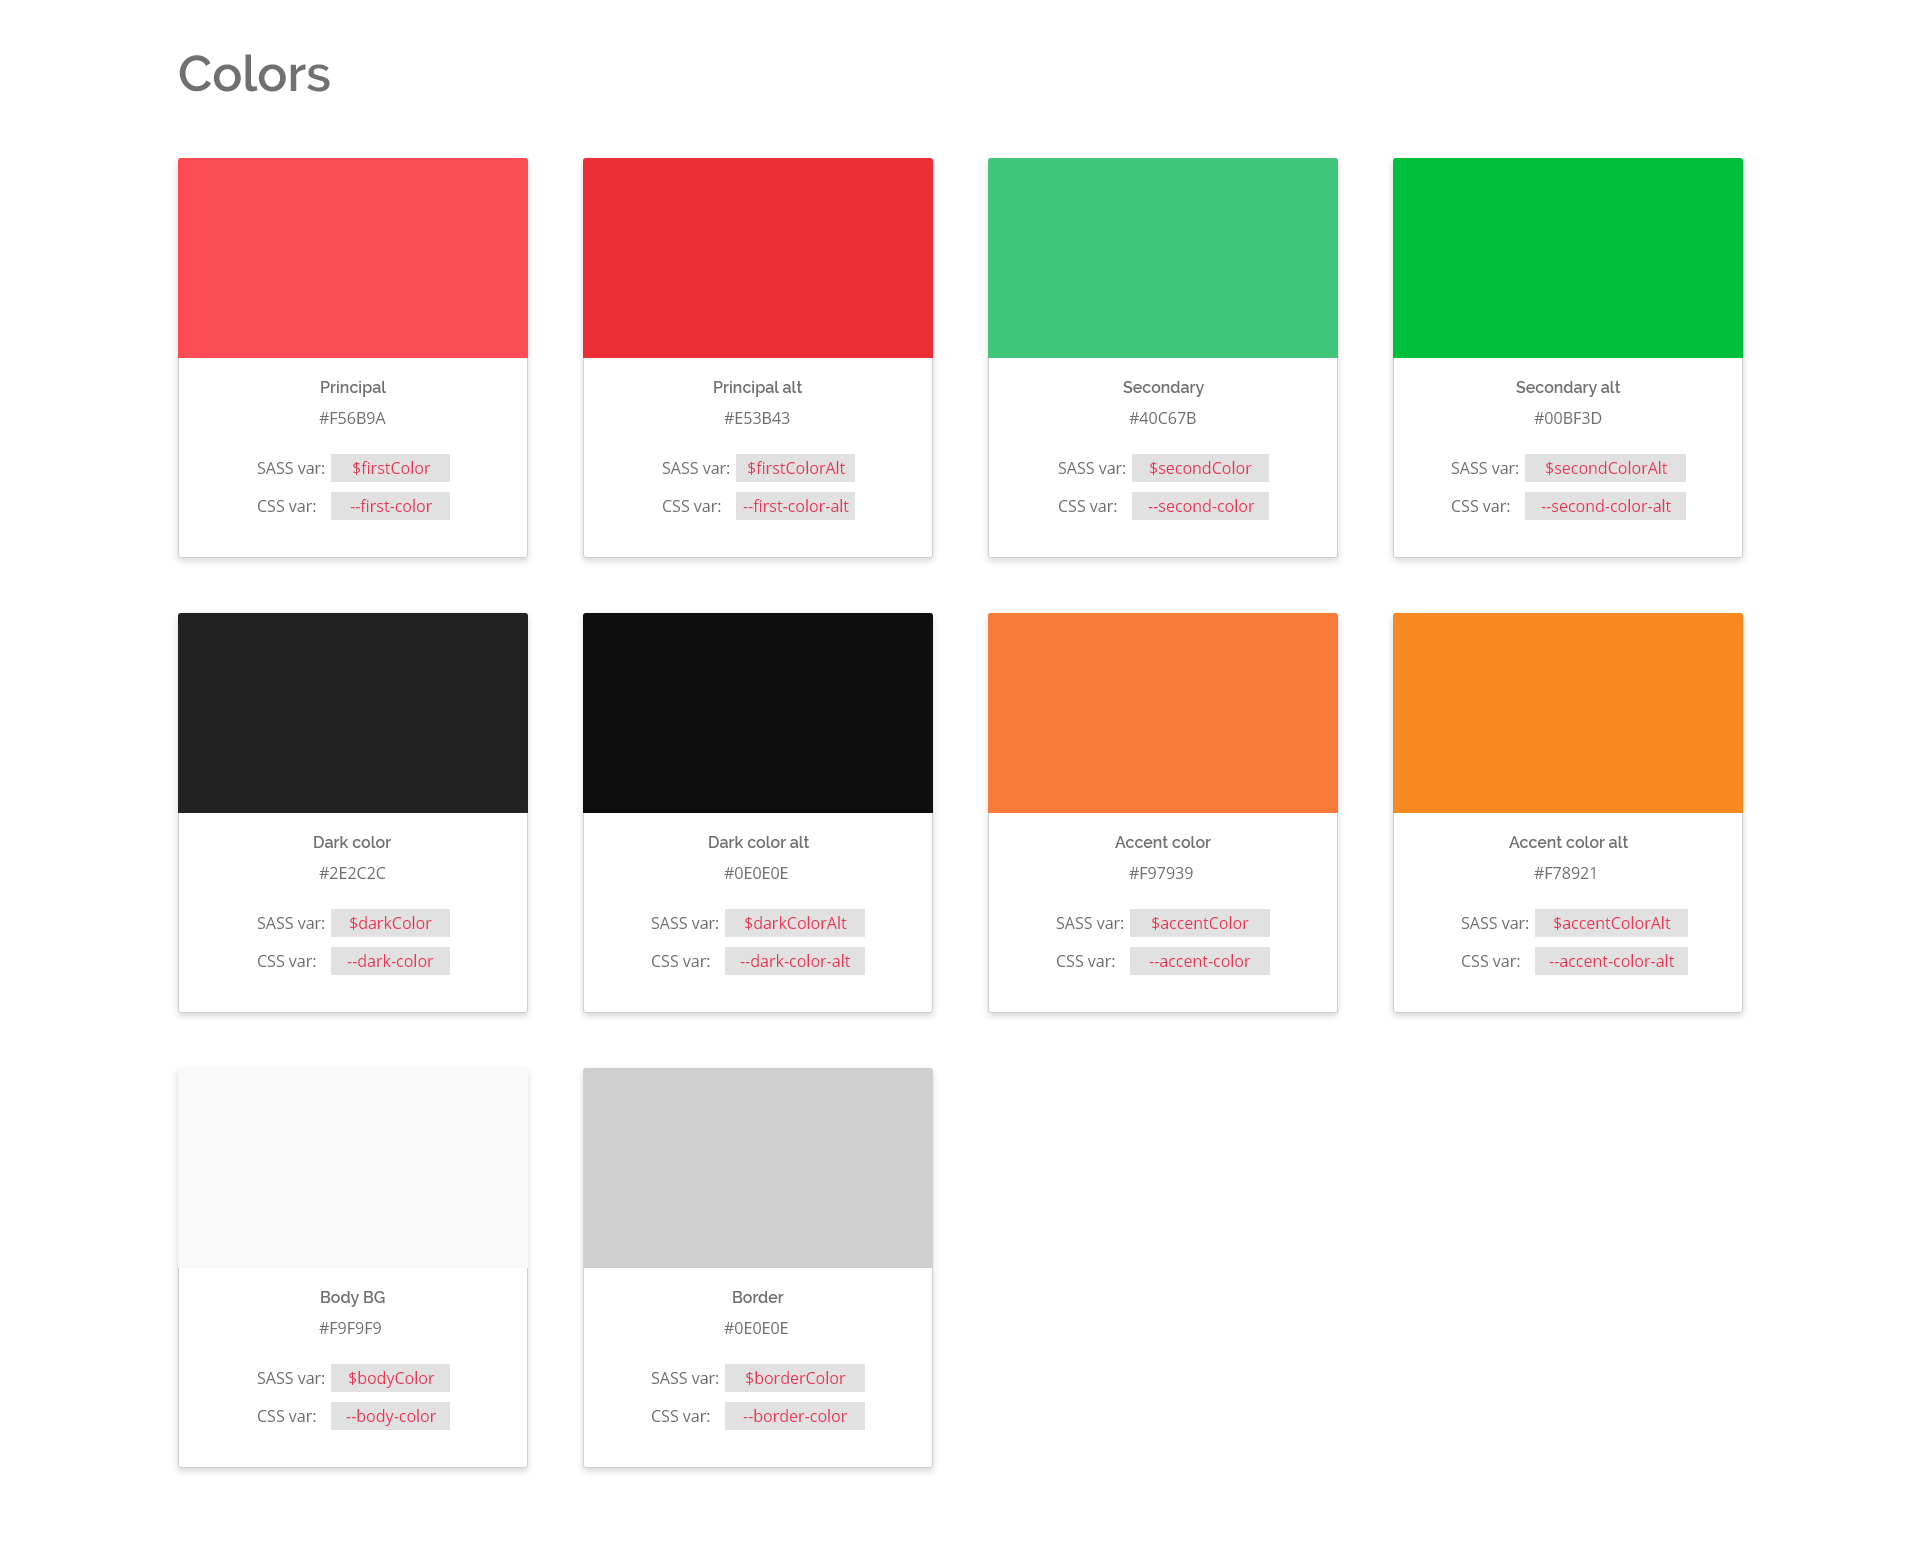 Colors
Principal
#F56B9A
SASS var: $firstColor
CSS var: --first-color
Principal alt
#E53B43
SASS var: $firstColorAlt
CSS var: --first-color-alt
Secondary
#40C67B
SASS var: $secondColor
CSS var: --second-color
Secondary alt
#00BF3D
SASS var: $secondColorAlt
CSS var: --second-color-alt
Dark color
#2E2C2C
SASS var: $darkColor
CSS var: --dark-color
Dark color alt
#0E0E0E
SASS var: $darkColorAlt
CSS var: --dark-color-alt
Accent color
#F97939
SASS var: $accentColor
CSS var: --accent-color
Accent color alt
#F78921
SASS var: $accentColorAlt
CSS var: --accent-color-alt
Body BG
#F9F9F9
SASS var: $bodyColor
CSS var: --body-color
Border
#0E0E0E
SASS var: $borderColor
CSS var: --border-color